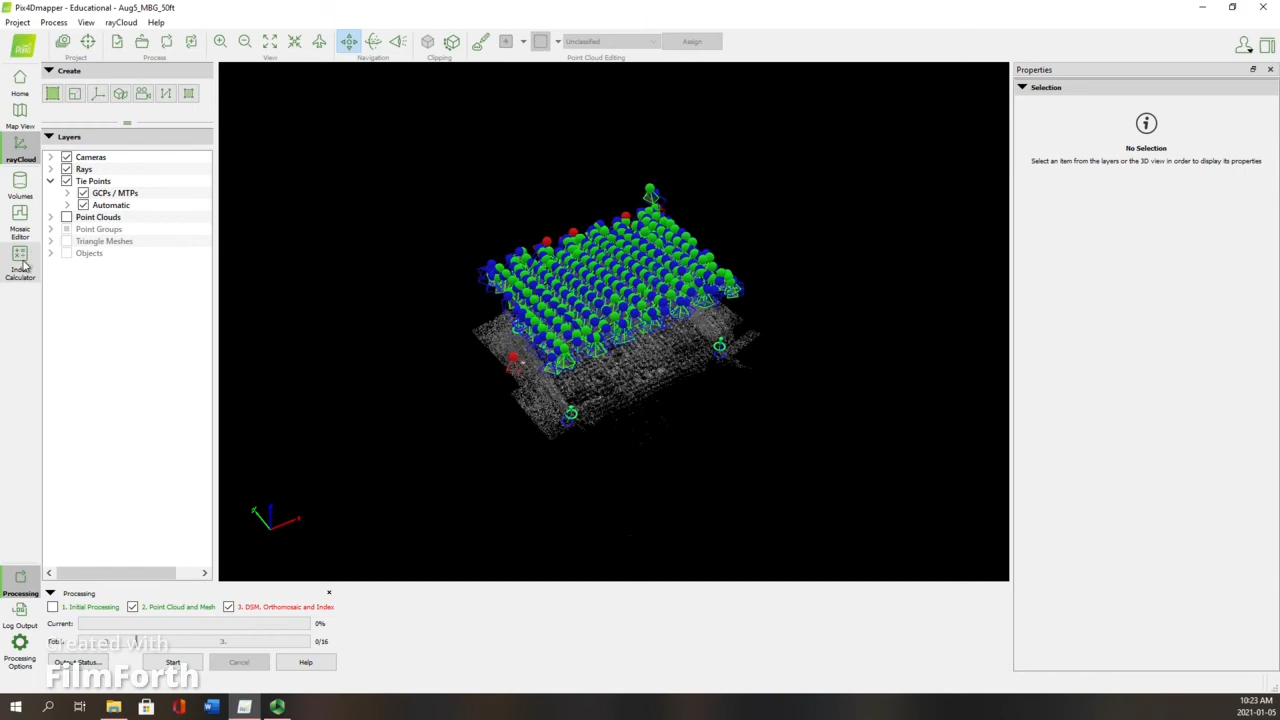 Pix4Dmapper - Educational - Aug5_MBG_50ft
Project Process View rayCloud Help
Project Process View Navigation Clipping Point Cloud Editing
Unclassified Assign
Create
Home
Map View
rayCloud
Volumes
Mosaic Editor
Index Calculator
Layers
Cameras
Rays
Tie Points
GCPs / MTPs
Automatic
Point Clouds
Point Groups
Triangle Meshes
Objects
Properties
Selection
No Selection
Select an item from the layers or the 3D view in order to display its properties
Processing
Log Output
Processing Options
Processing
1. Initial Processing 2. Point Cloud and Mesh 3. DSM, Orthomosaic and Index
Current: 0%
3. 0/16
Output Status... Start Cancel Help
created with
FilmForth
10:23 AM
2021-01-05